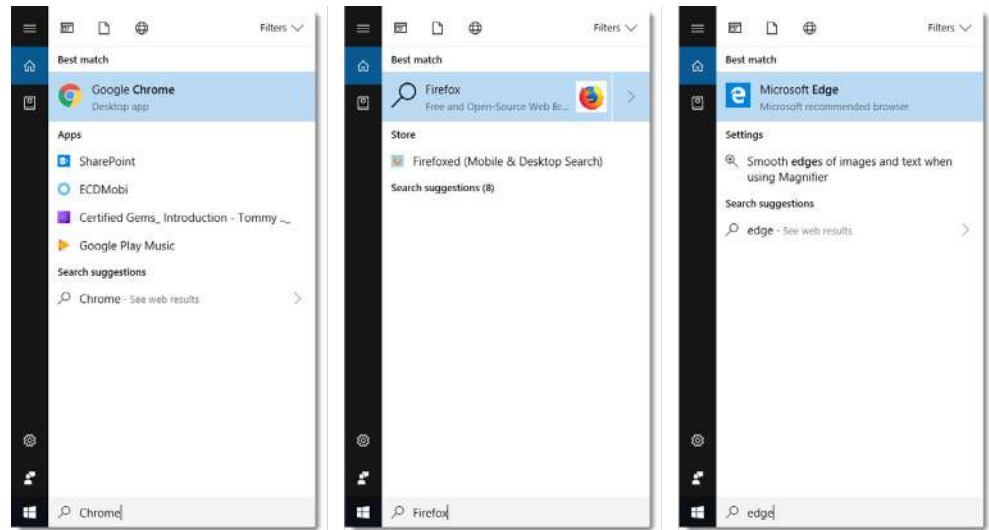 Filters
Best match
Google Chrome
Desktop app
Apps
SharePoint
ECDMobi
Certified Gems_ Introduction - Tommy ._
Google Play Music
Search suggestions
Chrome - See web results
Chrome
Filters
Best match
Firefox
Free and Open-Source Web Br...
Store
Firefoxed (Mobile & Desktop Search)
Search suggestions (8)
Firefox
Filters
Best match
Microsoft Edge
Microsoft recommended browser
Settings
Smooth edges of images and text when
using Magnifier
Search suggestions
edge - See web results
edge